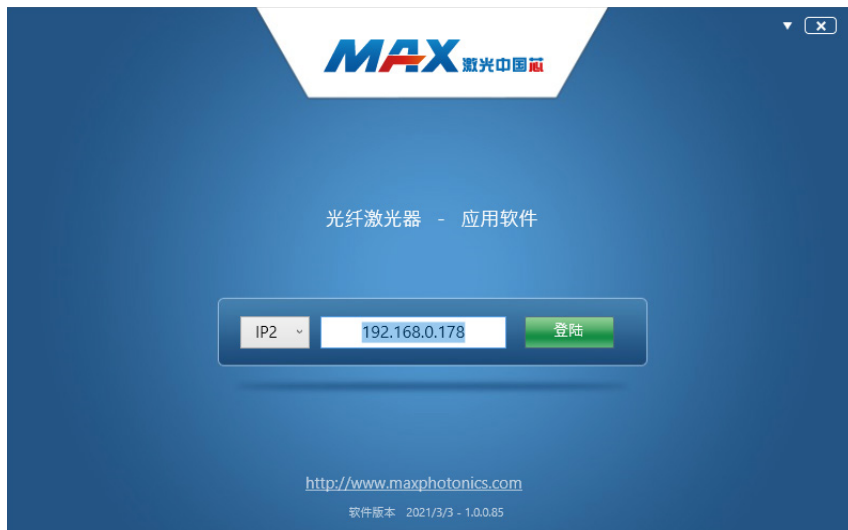 MAX 激光中国芯
光纤激光器 - 应用软件
IP2 192.168.0.178 登陆
http://www.maxphotonics.com
软件版本 2021/3/3 - 1.0.0.85